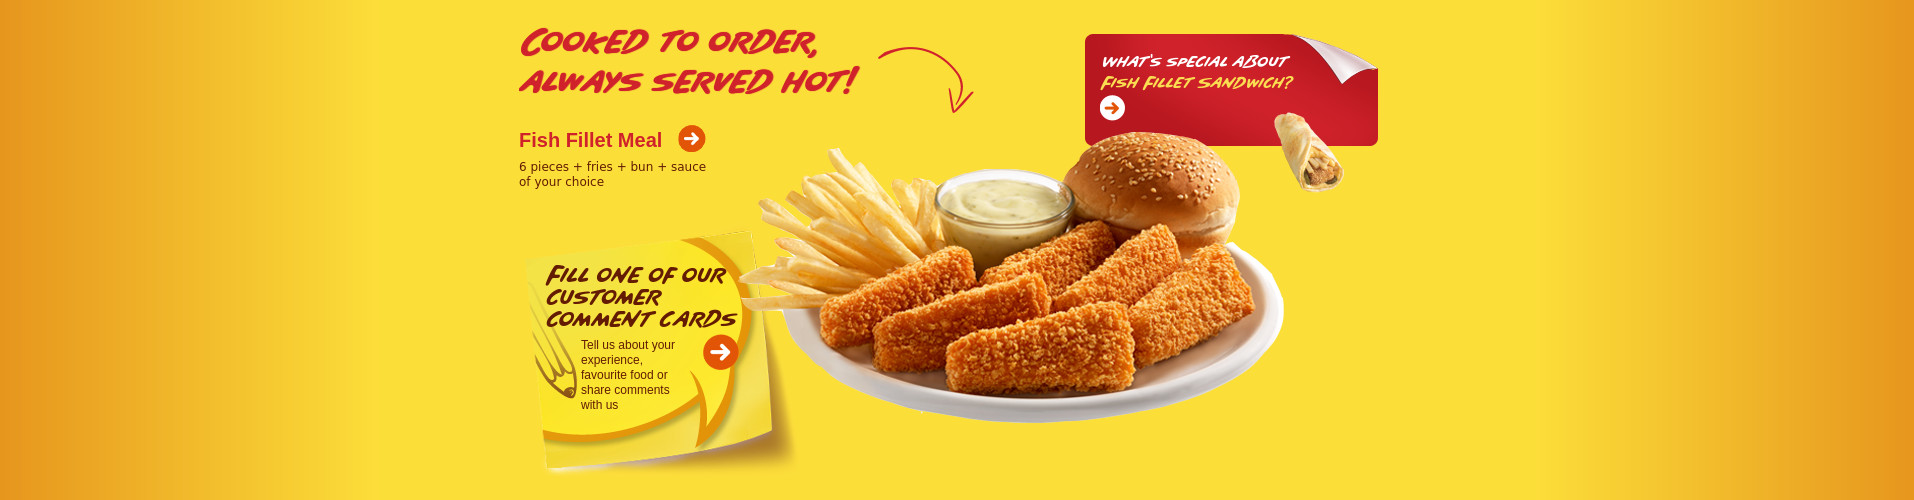 COOKED TO ORDER,
ALWAYS SERVED HOT!
Fish Fillet Meal
6 pieces + fries + bun + sauce
of your choice
WHAT'S SPECIAL ABOUT
FISH FILLET SANDWICH?
FILL ONE OF OUR
CUSTOMER
COMMENT CARDS
Tell us about your
experience,
favourite food or
share comments
with us